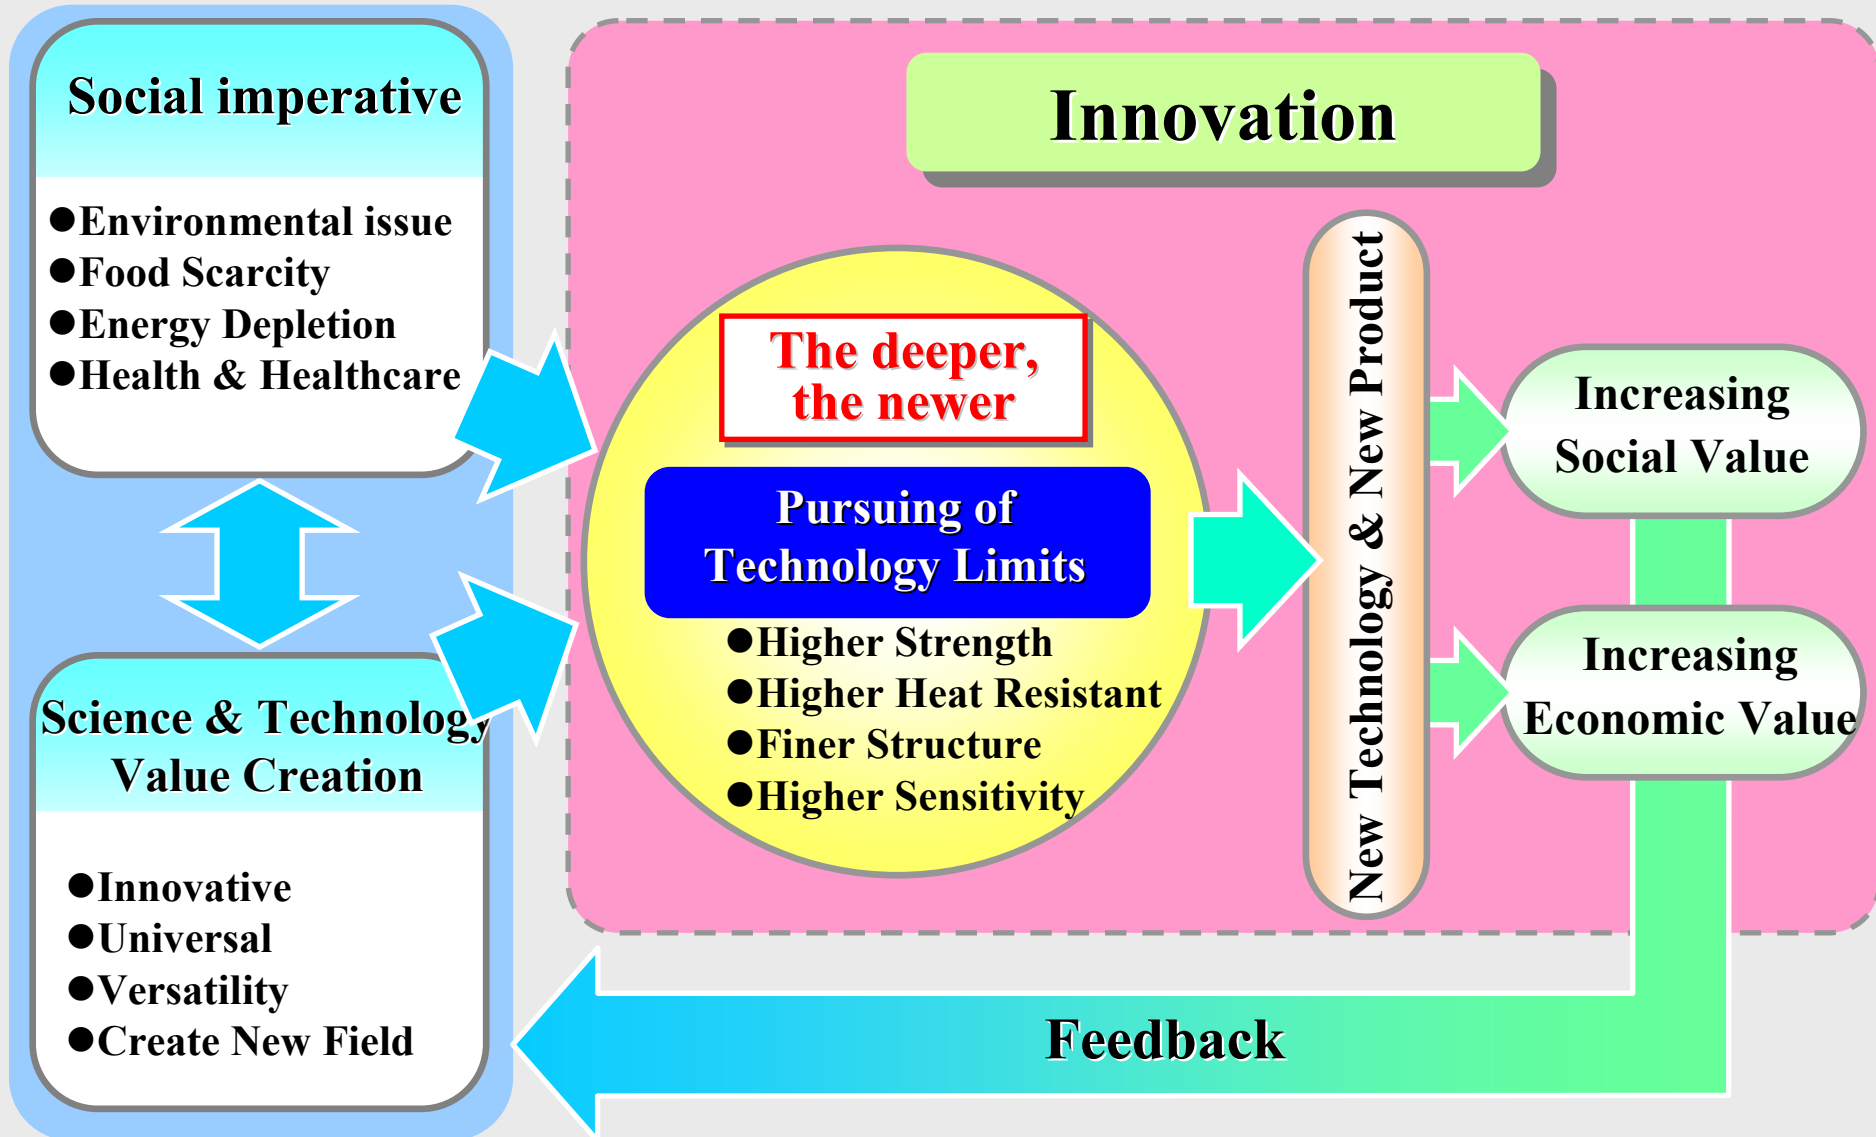 Social imperative
●Environmental issue
●Food Scarcity
●Energy Depletion
●Health & Healthcare
Science & Technology
Value Creation
●Innovative
●Universal
●Versatility
●Create New Field
Innovation
The deeper,
the newer
Pursuing of
Technology Limits
●Higher Strength
●Higher Heat Resistant
●Finer Structure
●Higher Sensitivity
New Technology & New Product
Increasing
Social Value
Increasing
Economic Value
Feedback